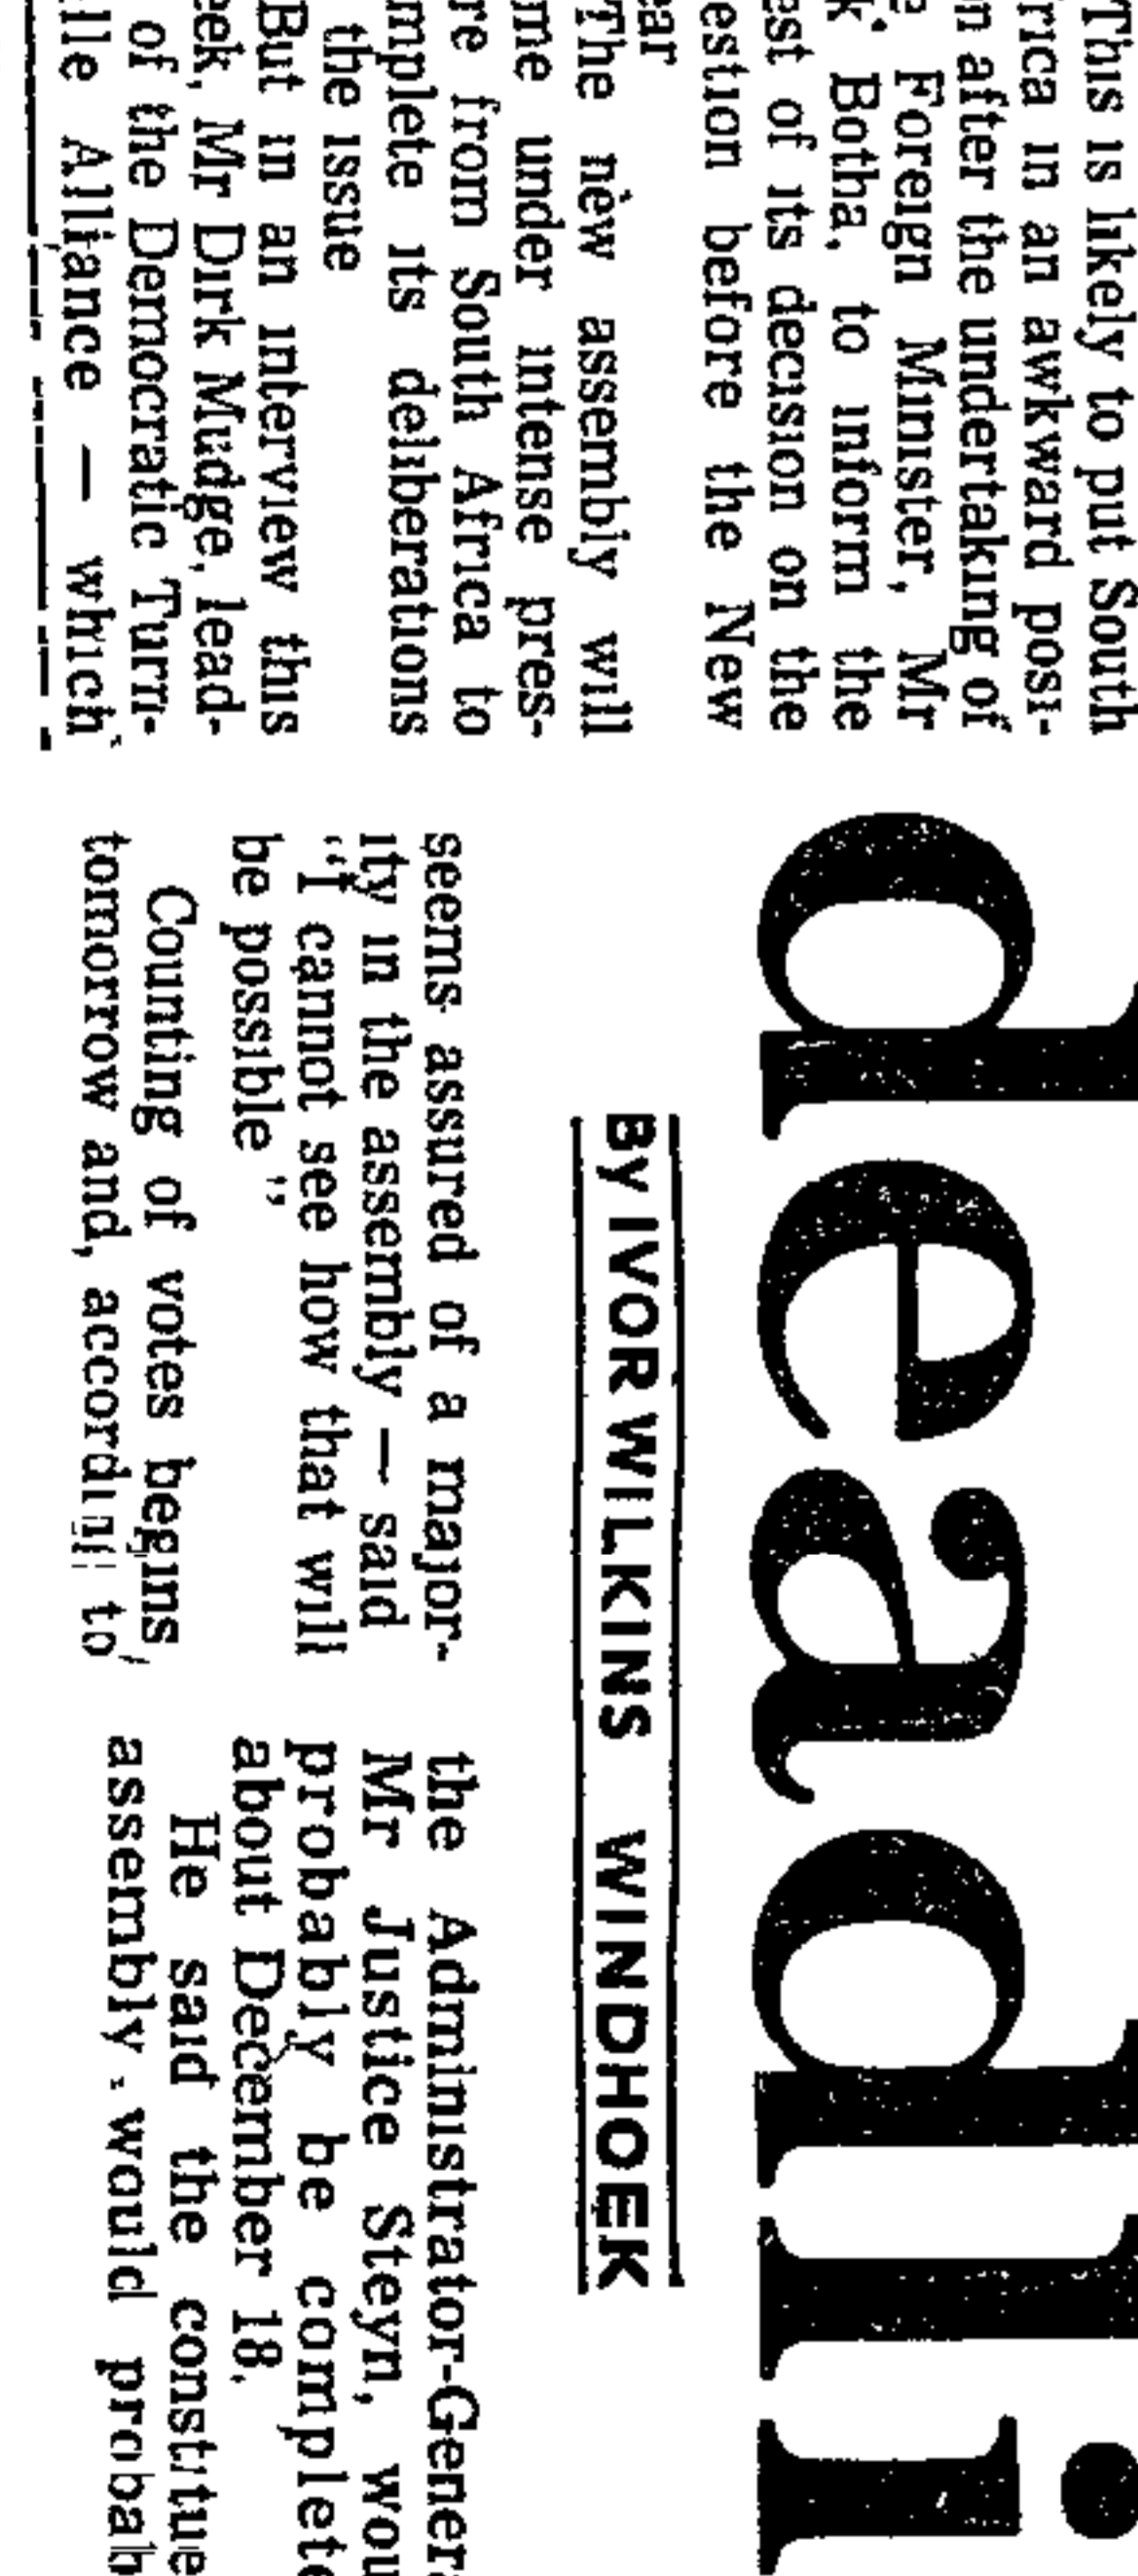 deadli
By IVOR WILKINS WINDHOEK
This is likely to put South
rica in an awkward posi-
n after the undertaking of
e Foreign Minister, Mr
k Botha, to inform the
est of its decision on the
estion before the New
ear
The new assembly will
me under intense pres-
re from South Africa to
mplete its deliberations
the issue
But in an interview this
eek, Mr Dirk Mudge, lead-
of the Democratic Turn-
lle Alliance — which
seems assured of a major-
ity in the assembly — said
“I cannot see how that will
be possible ”
Counting of votes begins
tomorrow and, according to
the Administrator-Genera
Mr Justice Steyn, wou
probably be complete
about December 18.
He said the constitue
assembly would probab